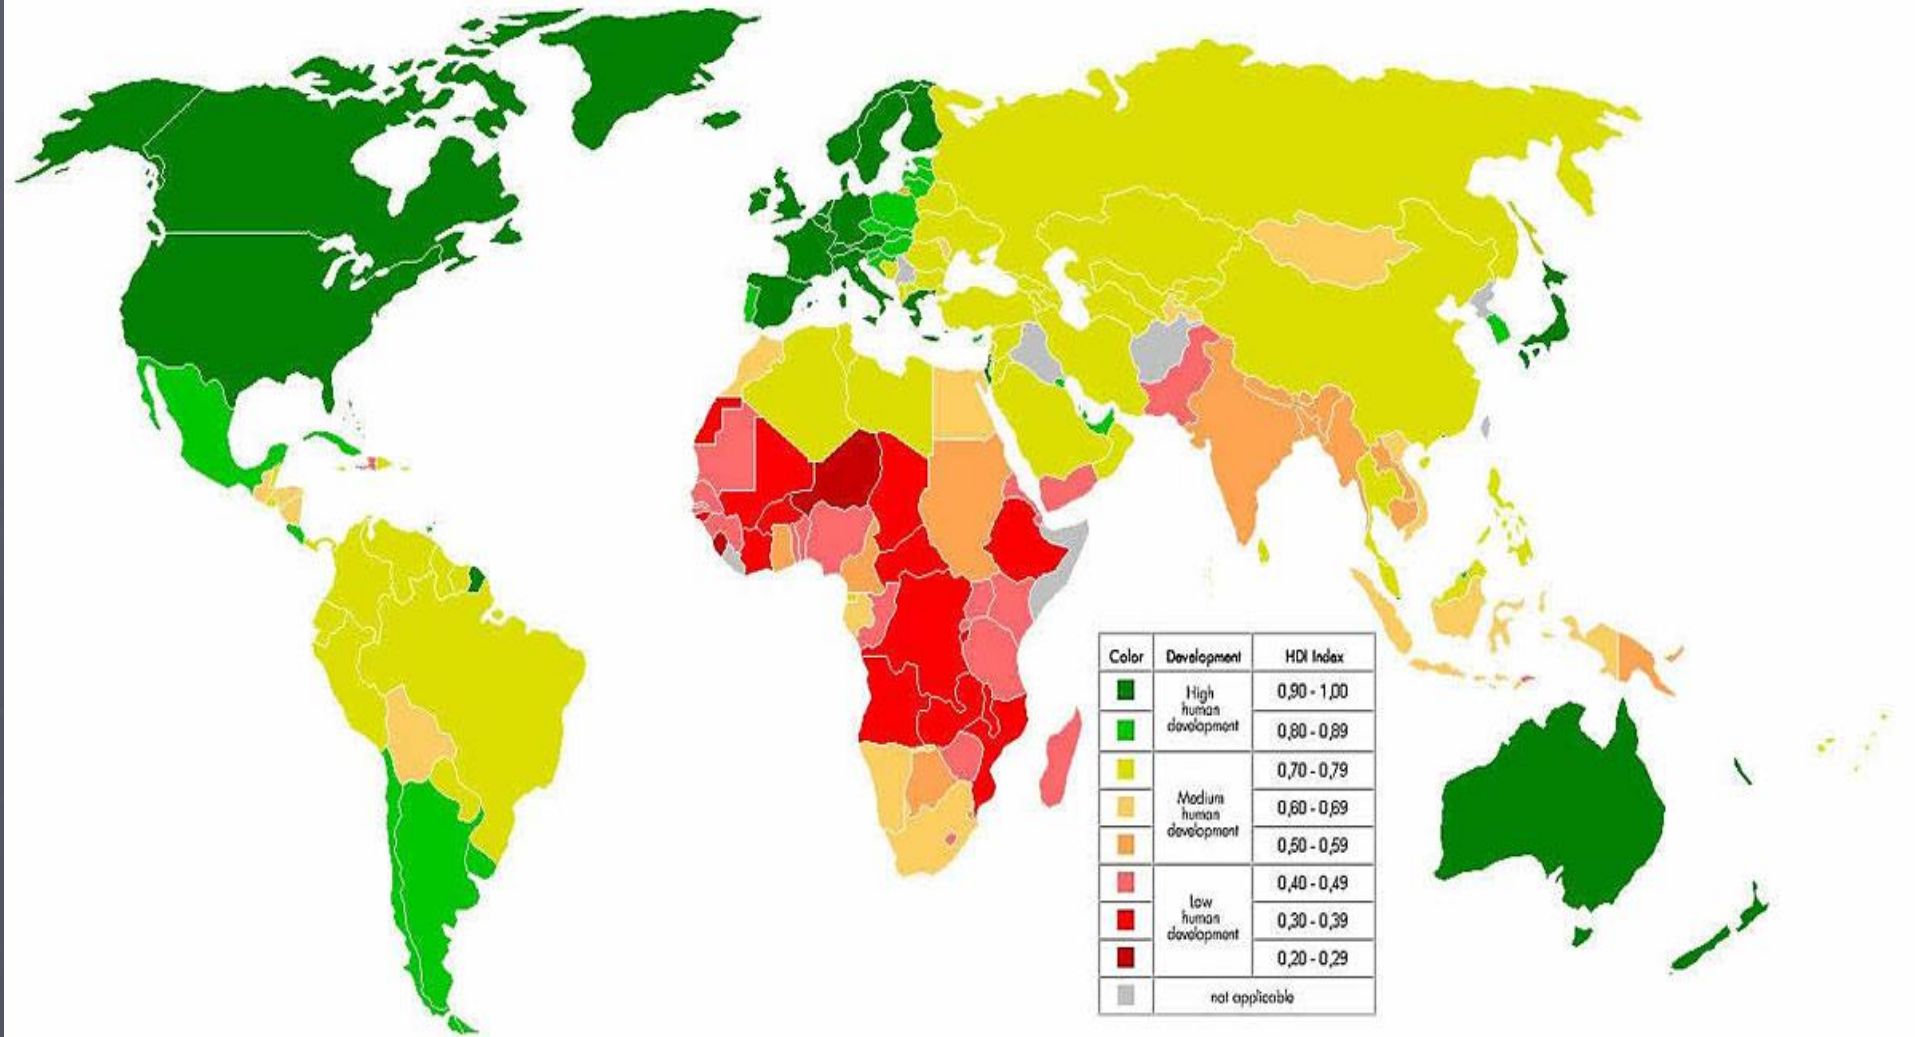 Color Development HDI Index
High
human
development
0,90 - 1,00
0,80 - 0,89
Medium
human
development
0,70 - 0,79
0,60 - 0,69
0,50 - 0,59
Low
human
development
0,40 - 0,49
0,30 - 0,39
0,20 - 0,29
not applicable